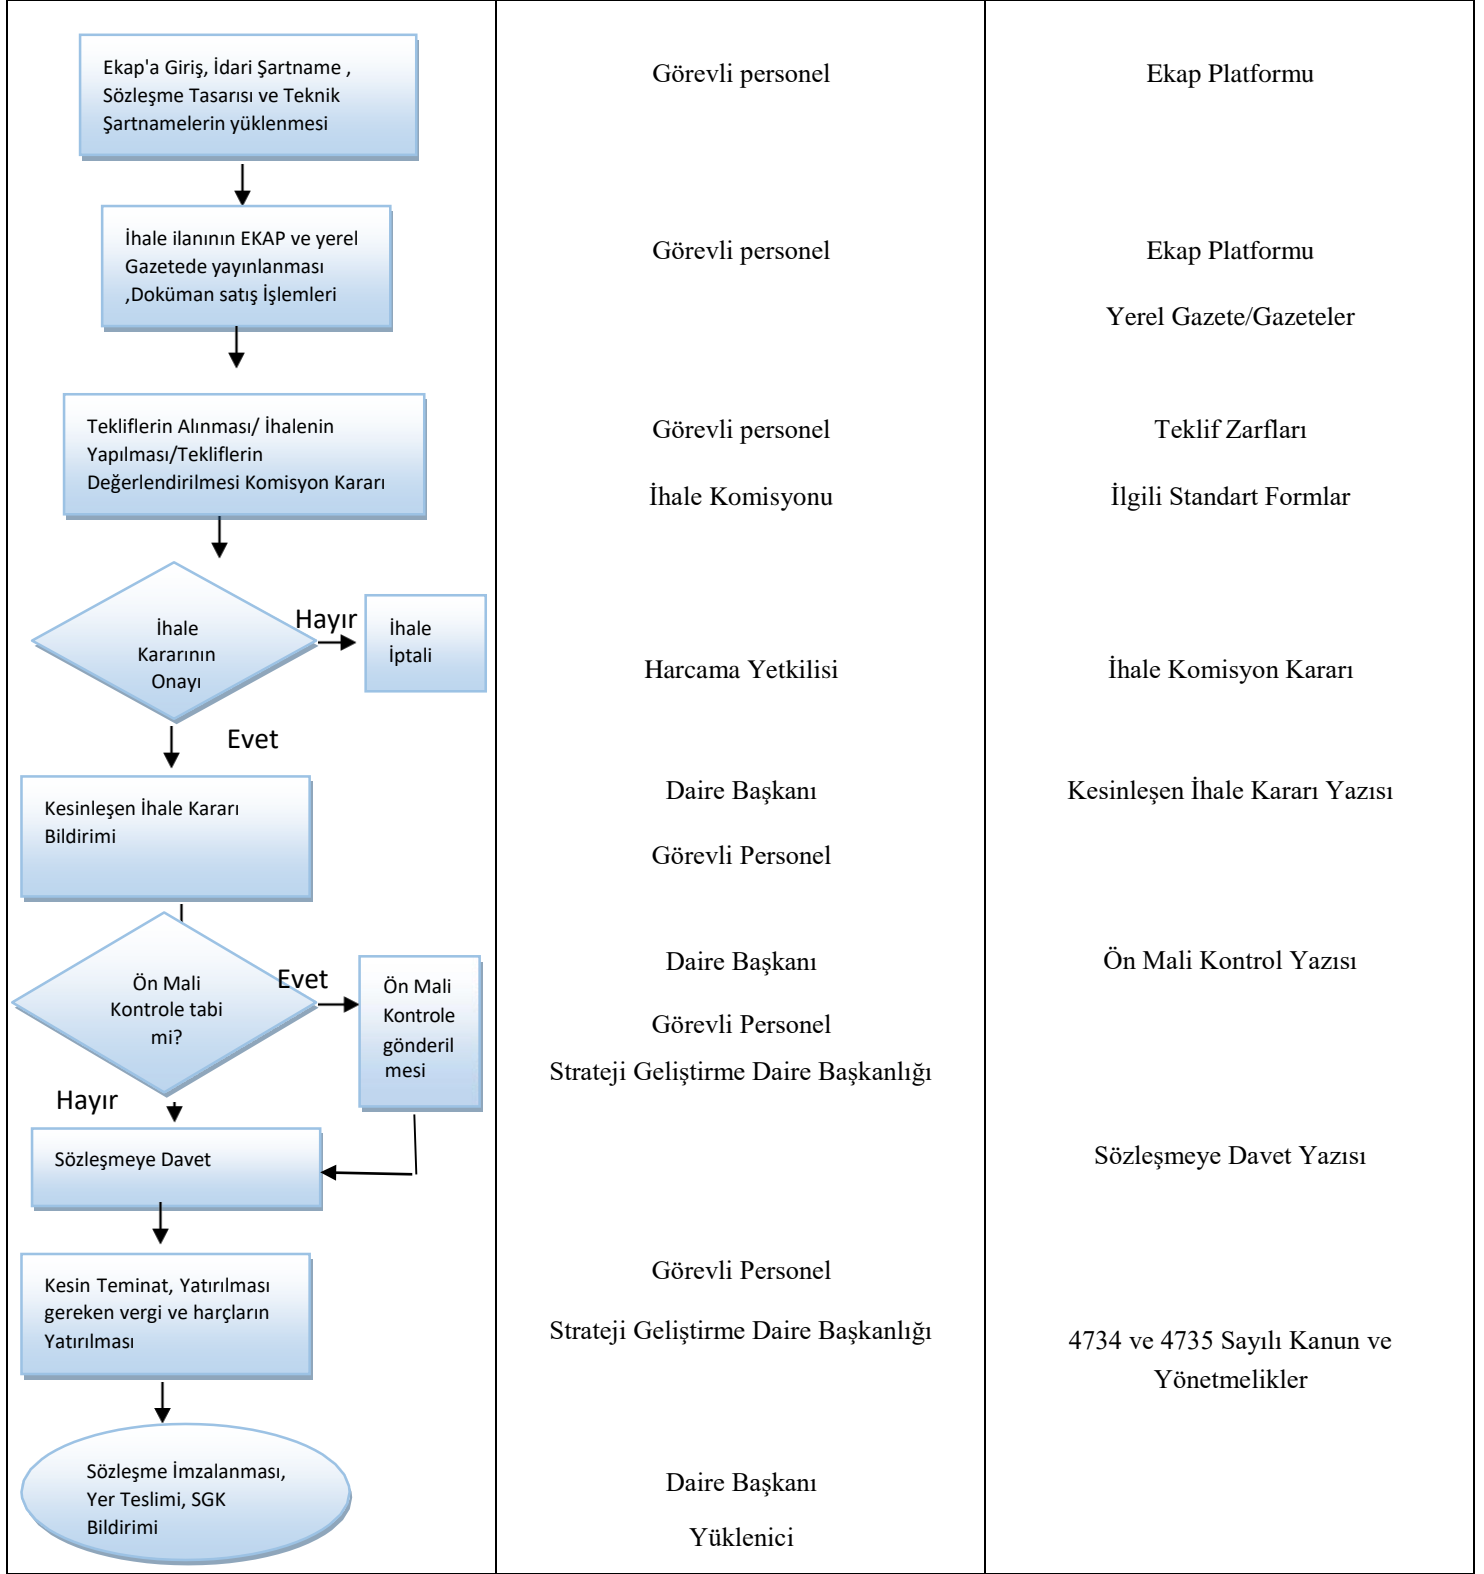 Ekap'a Giriş, İdari Şartname ,
Sözleşme Tasarısı ve Teknik
Şartnamelerin yüklenmesi
Görevli personel
Ekap Platformu
İhale ilanının EKAP ve yerel
Gazetede yayınlanması
,Doküman satış İşlemleri
Görevli personel
Ekap Platformu
Yerel Gazete/Gazeteler
Tekliflerin Alınması/ İhalenin
Yapılması/Tekliflerin
Değerlendirilmesi Komisyon Kararı
Görevli personel
İhale Komisyonu
Teklif Zarfları
İlgili Standart Formlar
İhale
Kararının
Onayı
Hayır
İhale
İptali
Harcama Yetkilisi
İhale Komisyon Kararı
Evet
Kesinleşen İhale Kararı
Bildirimi
Daire Başkanı
Görevli Personel
Kesinleşen İhale Kararı Yazısı
Ön Mali
Kontrole tabi
mi?
Evet
Ön Mali
Kontrole
gönderil
mesi
Daire Başkanı
Görevli Personel
Strateji Geliştirme Daire Başkanlığı
Ön Mali Kontrol Yazısı
Hayır
Sözleşmeye Davet
Sözleşmeye Davet Yazısı
Kesin Teminat, Yatırılması
gereken vergi ve harçların
Yatırılması
Görevli Personel
Strateji Geliştirme Daire Başkanlığı
4734 ve 4735 Sayılı Kanun ve
Yönetmelikler
Sözleşme İmzalanması,
Yer Teslimi, SGK
Bildirimi
Daire Başkanı
Yüklenici